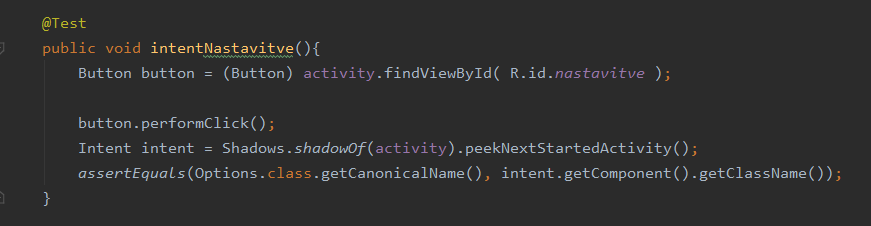 @Test
public void intentNastavitve(){
Button button = (Button) activity.findViewById( R.id.nastavitve );
button.performClick();
Intent intent = Shadows.shadowOf(activity).peekNextStartedActivity();
assertEquals(Options.class.getCanonicalName(), intent.getComponent().getClassName());
}